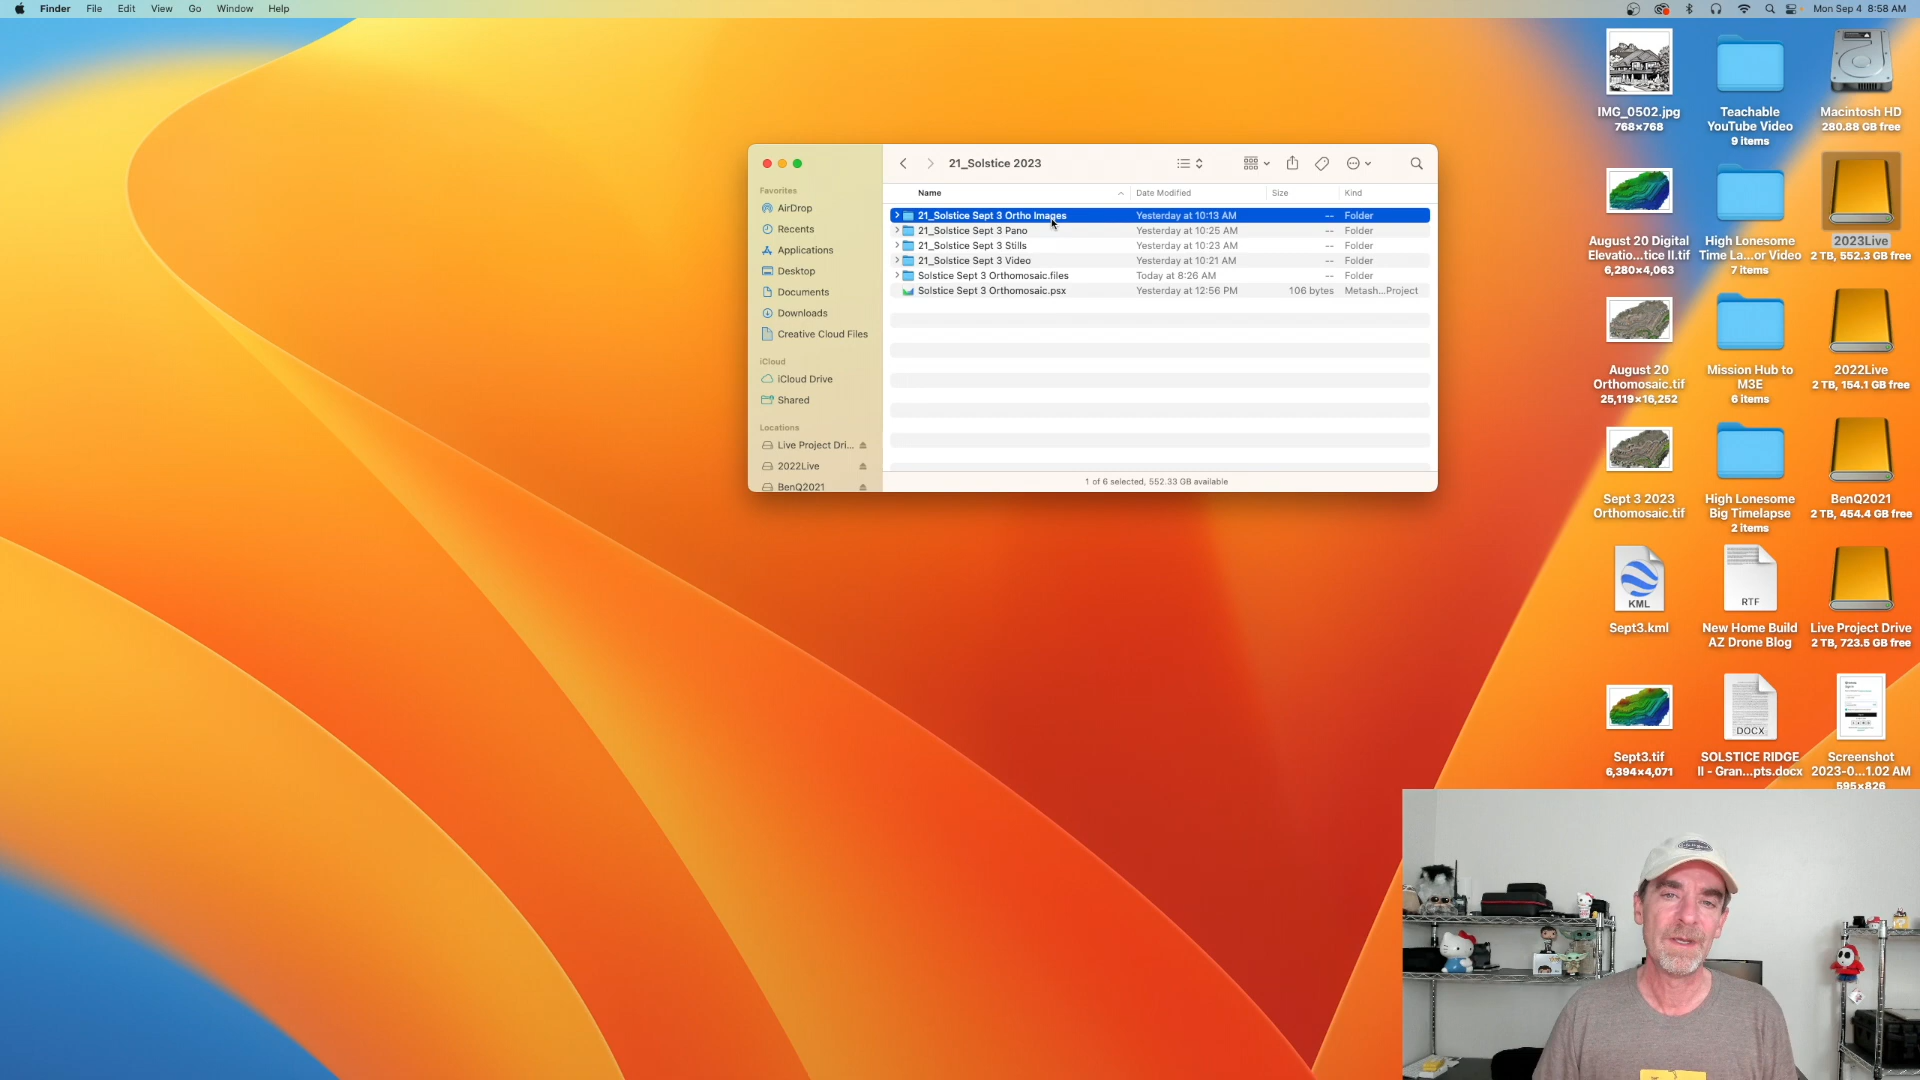 Finder File Edit View Go Window Help
Mon Sep 4 8:58 AM
21_Solstice 2023
Favorites
AirDrop
Recents
Applications
Desktop
Documents
Downloads
Creative Cloud Files
iCloud
iCloud Drive
Shared
Locations
Live Project Dri...
2022Live
BenQ2021
Name Date Modified Size Kind
21_Solstice Sept 3 Ortho Images Yesterday at 10:13 AM -- Folder
21_Solstice Sept 3 Pano Yesterday at 10:25 AM -- Folder
21_Solstice Sept 3 Stills Yesterday at 10:23 AM -- Folder
21_Solstice Sept 3 Video Yesterday at 10:21 AM -- Folder
Solstice Sept 3 Orthomosaic.files Today at 8:26 AM -- Folder
Solstice Sept 3 Orthomosaic.psx Yesterday at 12:56 PM 106 bytes Metash...Project
1 of 6 selected, 552.33 GB available
IMG_0502.jpg
768×768
Teachable
YouTube Video
9 items
Macintosh HD
280.88 GB free
August 20 Digital
Elevatio...tice II.tif
6,280×4,063
High Lonesome
Time La...or Video
7 items
2023Live
2 TB, 552.3 GB free
August 20
Orthomosaic.tif
25,119×16,252
Mission Hub to
M3E
6 items
2022Live
2 TB, 154.1 GB free
Sept 3 2023
Orthomosaic.tif
High Lonesome
Big Timelapse
2 items
BenQ2021
2 TB, 454.4 GB free
KML
Sept3.kml
RTF
New Home Build
AZ Drone Blog
Live Project Drive
2 TB, 723.5 GB free
Sept3.tif
6,394×4,071
DOCX
SOLSTICE RIDGE
II - Gran...pts.docx
Screenshot
2023-0...1.02 AM
595×826